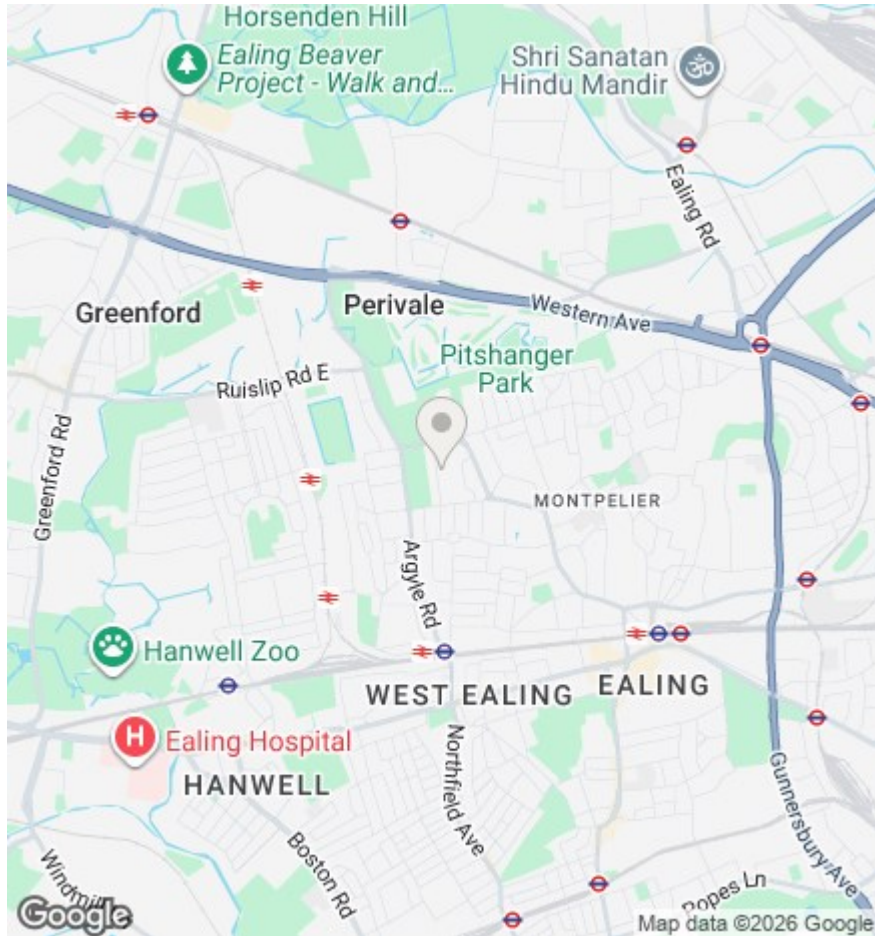 Horsenden Hill
Ealing Beaver
Project - Walk and...
Shri Sanatan
Hindu Mandir
Ealing Rd
Greenford
Perivale
Western Ave
Pitshanger
Park
Ruislip Rd E
Greenford Rd
MONTPELIER
Argyle Rd
Hanwell Zoo
WEST EALING
EALING
H
Ealing Hospital
HANWELL
Northfield Ave
Gunnersbury Ave
Boston Rd
Windmill
Popes Ln
Google
Map data ©2026 Google